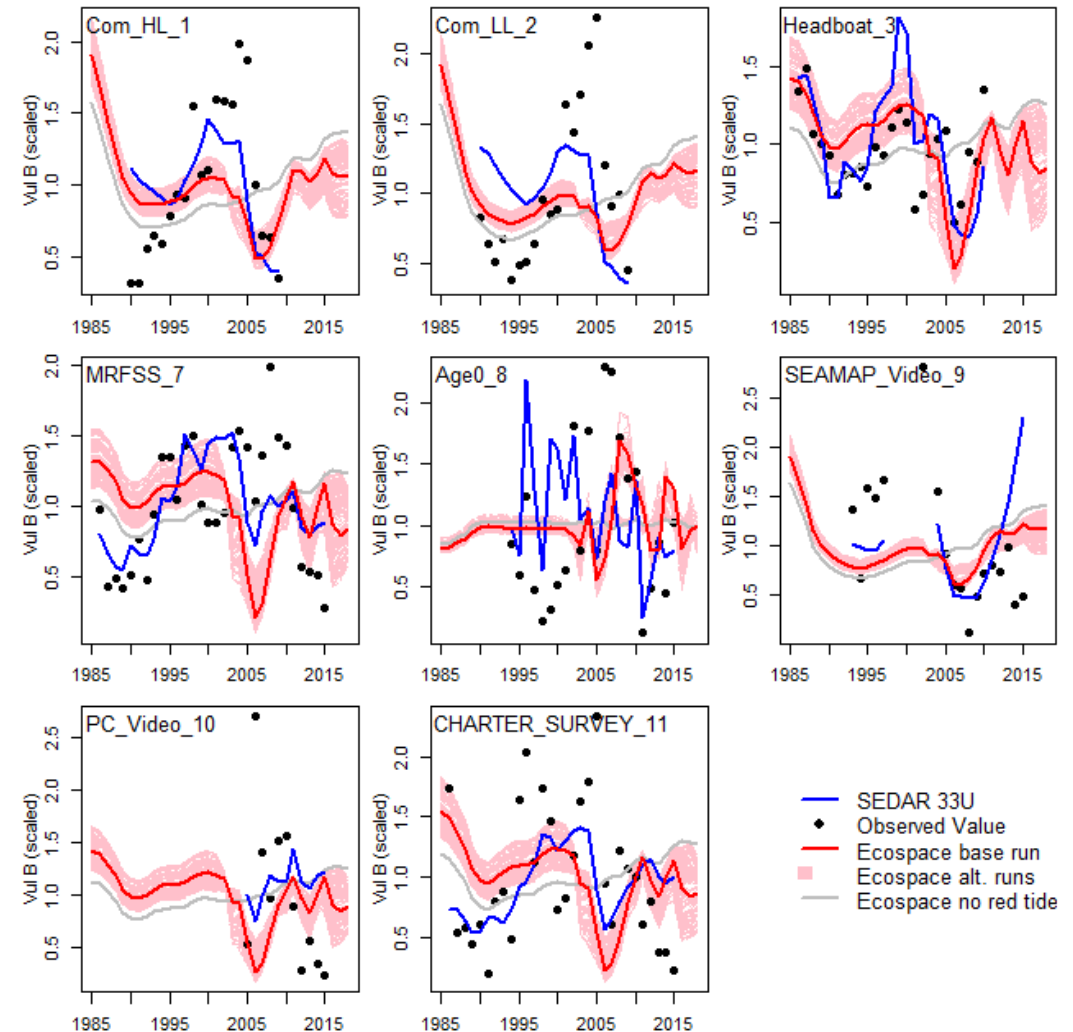 Com_HL_1
Com_LL_2
Headboat_3
Vul B (scaled)
0.5 1.0 1.5 2.0
1985 1995 2005 2015
Vul B (scaled)
0.5 1.0 1.5 2.0
1985 1995 2005 2015
Vul B (scaled)
0.5 1.0 1.5
1985 1995 2005 2015
MRFSS_7
Age0_8
SEAMAP_Video_9
Vul B (scaled)
0.5 1.0 1.5 2.0
1985 1995 2005 2015
Vul B (scaled)
0.5 1.0 1.5 2.0
1985 1995 2005 2015
Vul B (scaled)
0.5 1.0 1.5 2.0 2.5
1985 1995 2005 2015
PC_Video_10
CHARTER_SURVEY_11
Vul B (scaled)
0.5 1.0 1.5 2.0 2.5
1985 1995 2005 2015
Vul B (scaled)
0.5 1.0 1.5 2.0
1985 1995 2005 2015
SEDAR 33U
Observed Value
Ecospace base run
Ecospace alt. runs
Ecospace no red tide